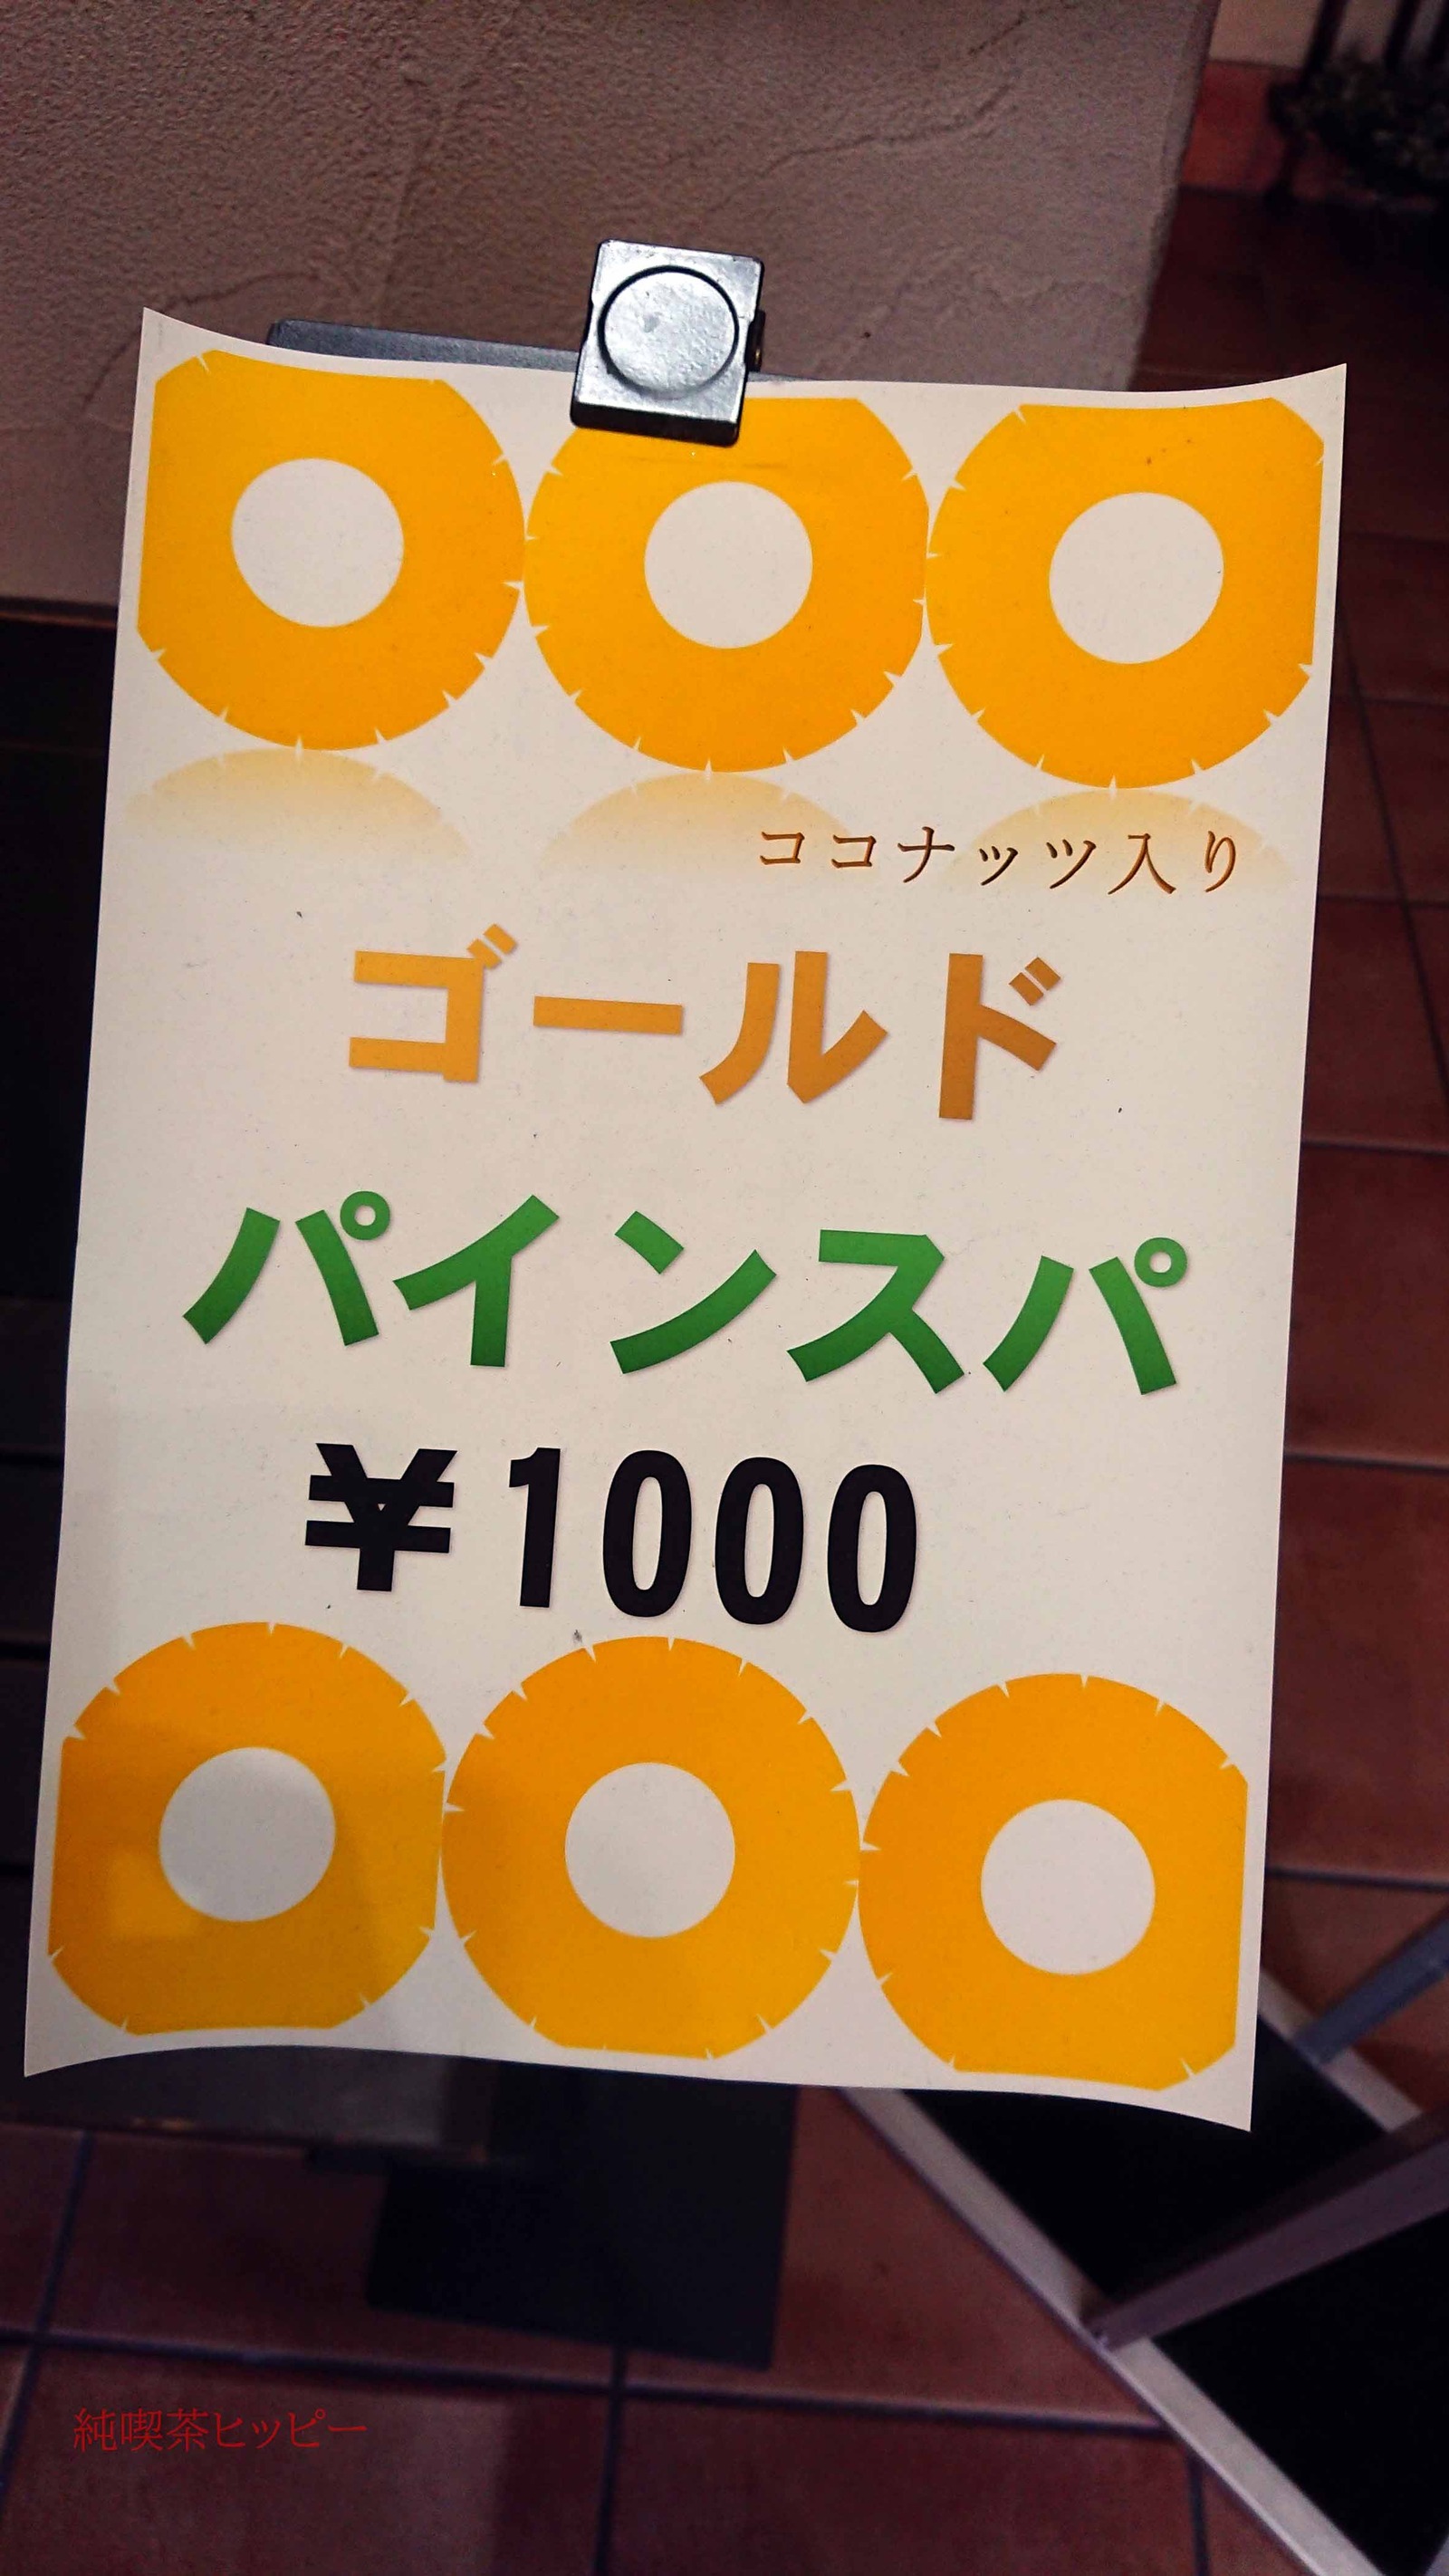 ココナッツ入り
ゴールド
パインスパ
¥1000
純喫茶ヒッピー